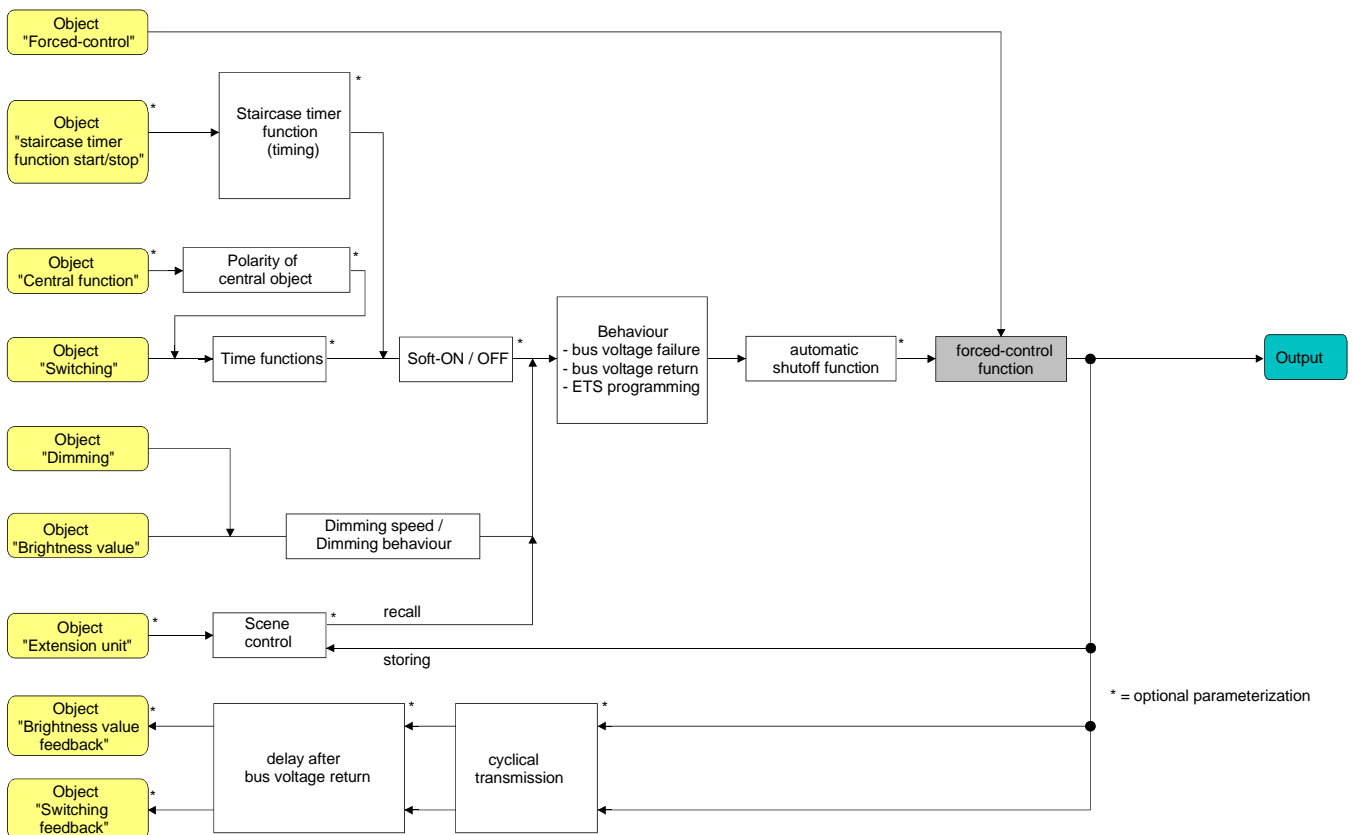 Object
"Forced-control"
*
*
Object
"staircase timer
function start/stop"
Staircase timer
function
(timing)
*
*
Object
"Central function"
Polarity of
central object
Object
"Switching"
Time functions
*
Soft-ON / OFF
*
Behaviour
- bus voltage failure
- bus voltage return
- ETS programming
automatic
shutoff function
*
forced-control
function
Output
Object
"Dimming"
Object
"Brightness value"
Dimming speed /
Dimming behaviour
*
*
Object
"Extension unit"
Scene
control
recall
storing
* = optional parameterization
*
*
*
Object
"Brightness value
feedback"
delay after
bus voltage return
cyclical
transmission
*
Object
"Switching
feedback"